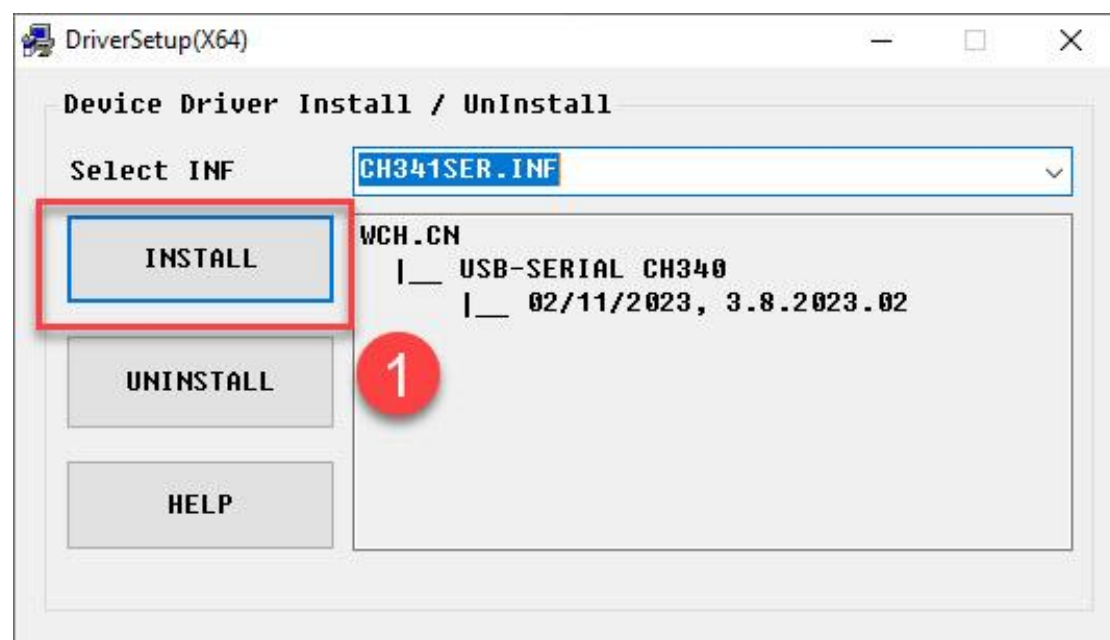 DriverSetup(X64)
Device Driver Install / UnInstall
Select INF
CH341SER.INF
INSTALL
WCH.CN
|__ USB-SERIAL CH340
|__ 02/11/2023, 3.8.2023.02
UNINSTALL
1
HELP